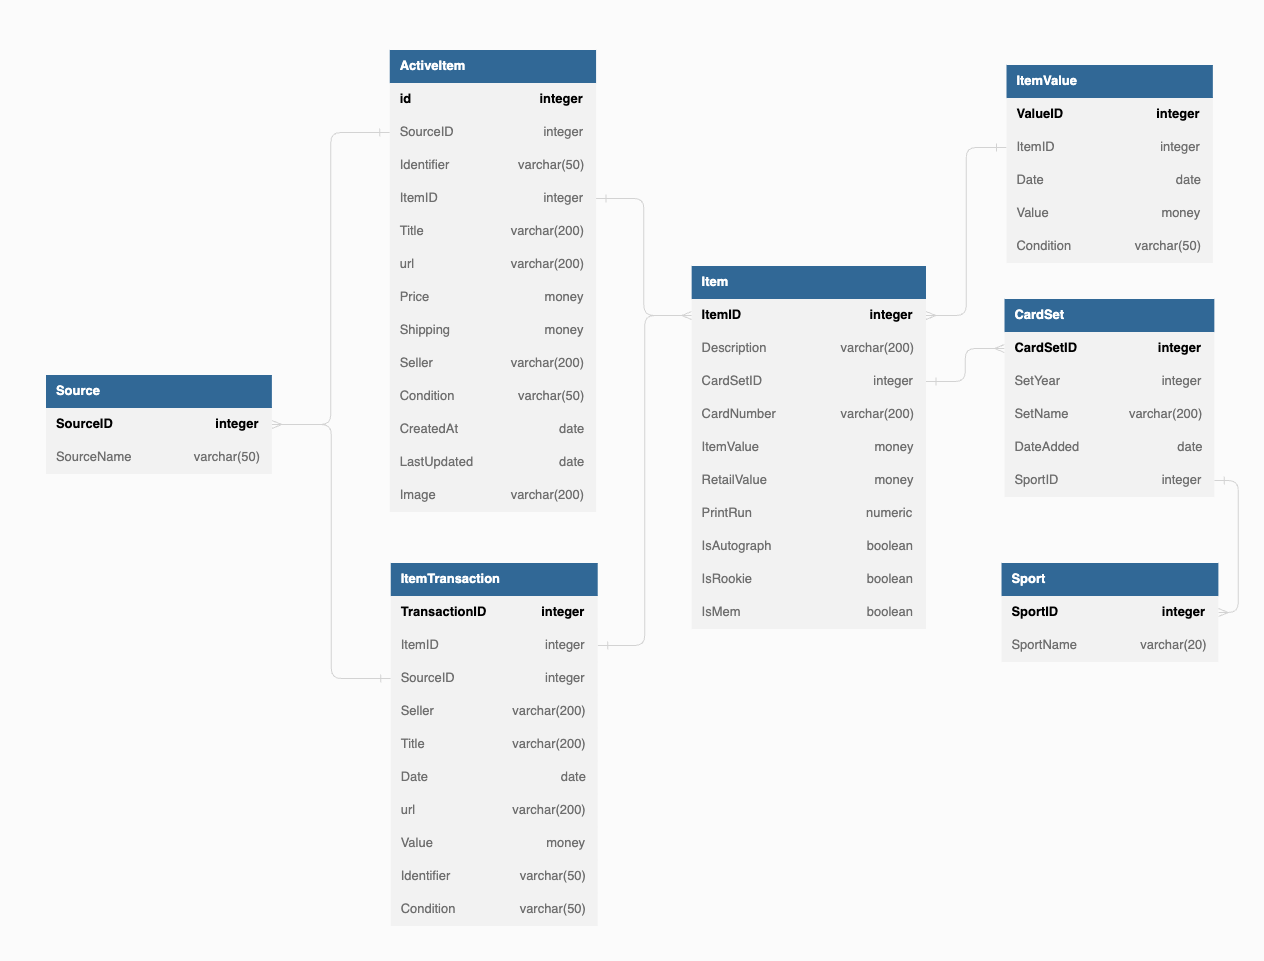 Source
SourceID integer
SourceName varchar(50)
ActiveItem
id integer
SourceID integer
Identifier varchar(50)
ItemID integer
Title varchar(200)
url varchar(200)
Price money
Shipping money
Seller varchar(200)
Condition varchar(50)
CreatedAt date
LastUpdated date
Image varchar(200)
ItemTransaction
TransactionID integer
ItemID integer
SourceID integer
Seller varchar(200)
Title varchar(200)
Date date
url varchar(200)
Value money
Identifier varchar(50)
Condition varchar(50)
Item
ItemID integer
Description varchar(200)
CardSetID integer
CardNumber varchar(200)
ItemValue money
RetailValue money
PrintRun numeric
IsAutograph boolean
IsRookie boolean
IsMem boolean
ItemValue
ValueID integer
ItemID integer
Date date
Value money
Condition varchar(50)
CardSet
CardSetID integer
SetYear integer
SetName varchar(200)
DateAdded date
SportID integer
Sport
SportID integer
SportName varchar(20)